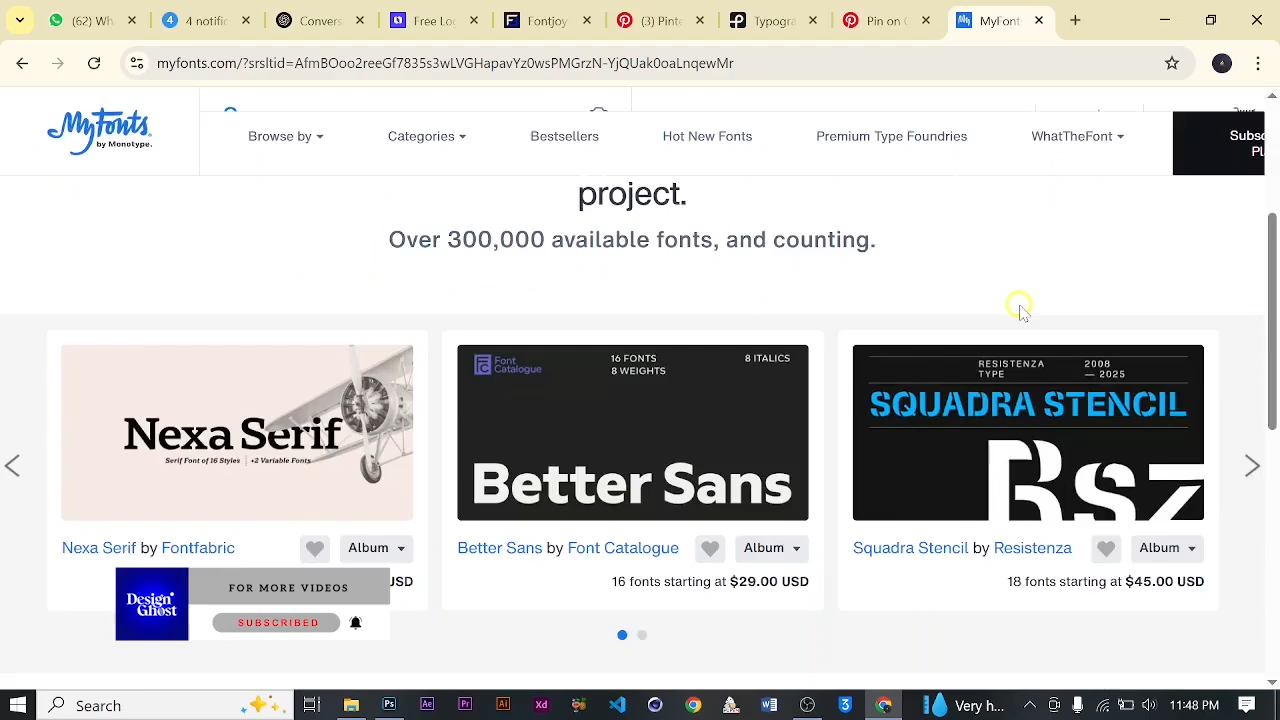 (62) Wh
4 notific
Convers
Free Lo
Fontjoy
(3) Pinte
Typogra
Pin on C
MyFont
myfonts.com/?srsltid=AfmBOoo2reeGf7835s3wLVGHapavYz0wsPMGrzN-YjQUak0oaLnqewMr
MyFonts
by Monotype.
Browse by
Categories
Bestsellers
Hot New Fonts
Premium Type Foundries
WhatTheFont
Subsc
Pl
project.
Over 300,000 available fonts, and counting.
Nexa Serif
Serif Font of 16 Styles | +2 Variable Fonts
Font Catalogue
16 FONTS
8 WEIGHTS
8 ITALICS
Better Sans
RESISTENZA TYPE
2008 — 2025
SQUADRA STENCIL
Rsz
Nexa Serif by Fontfabric
Album
Better Sans by Font Catalogue
Album
Squadra Stencil by Resistenza
Album
USD
16 fonts starting at $29.00 USD
18 fonts starting at $45.00 USD
Design Ghost
FOR MORE VIDEOS
SUBSCRIBED
Search
Very h...
11:48 PM